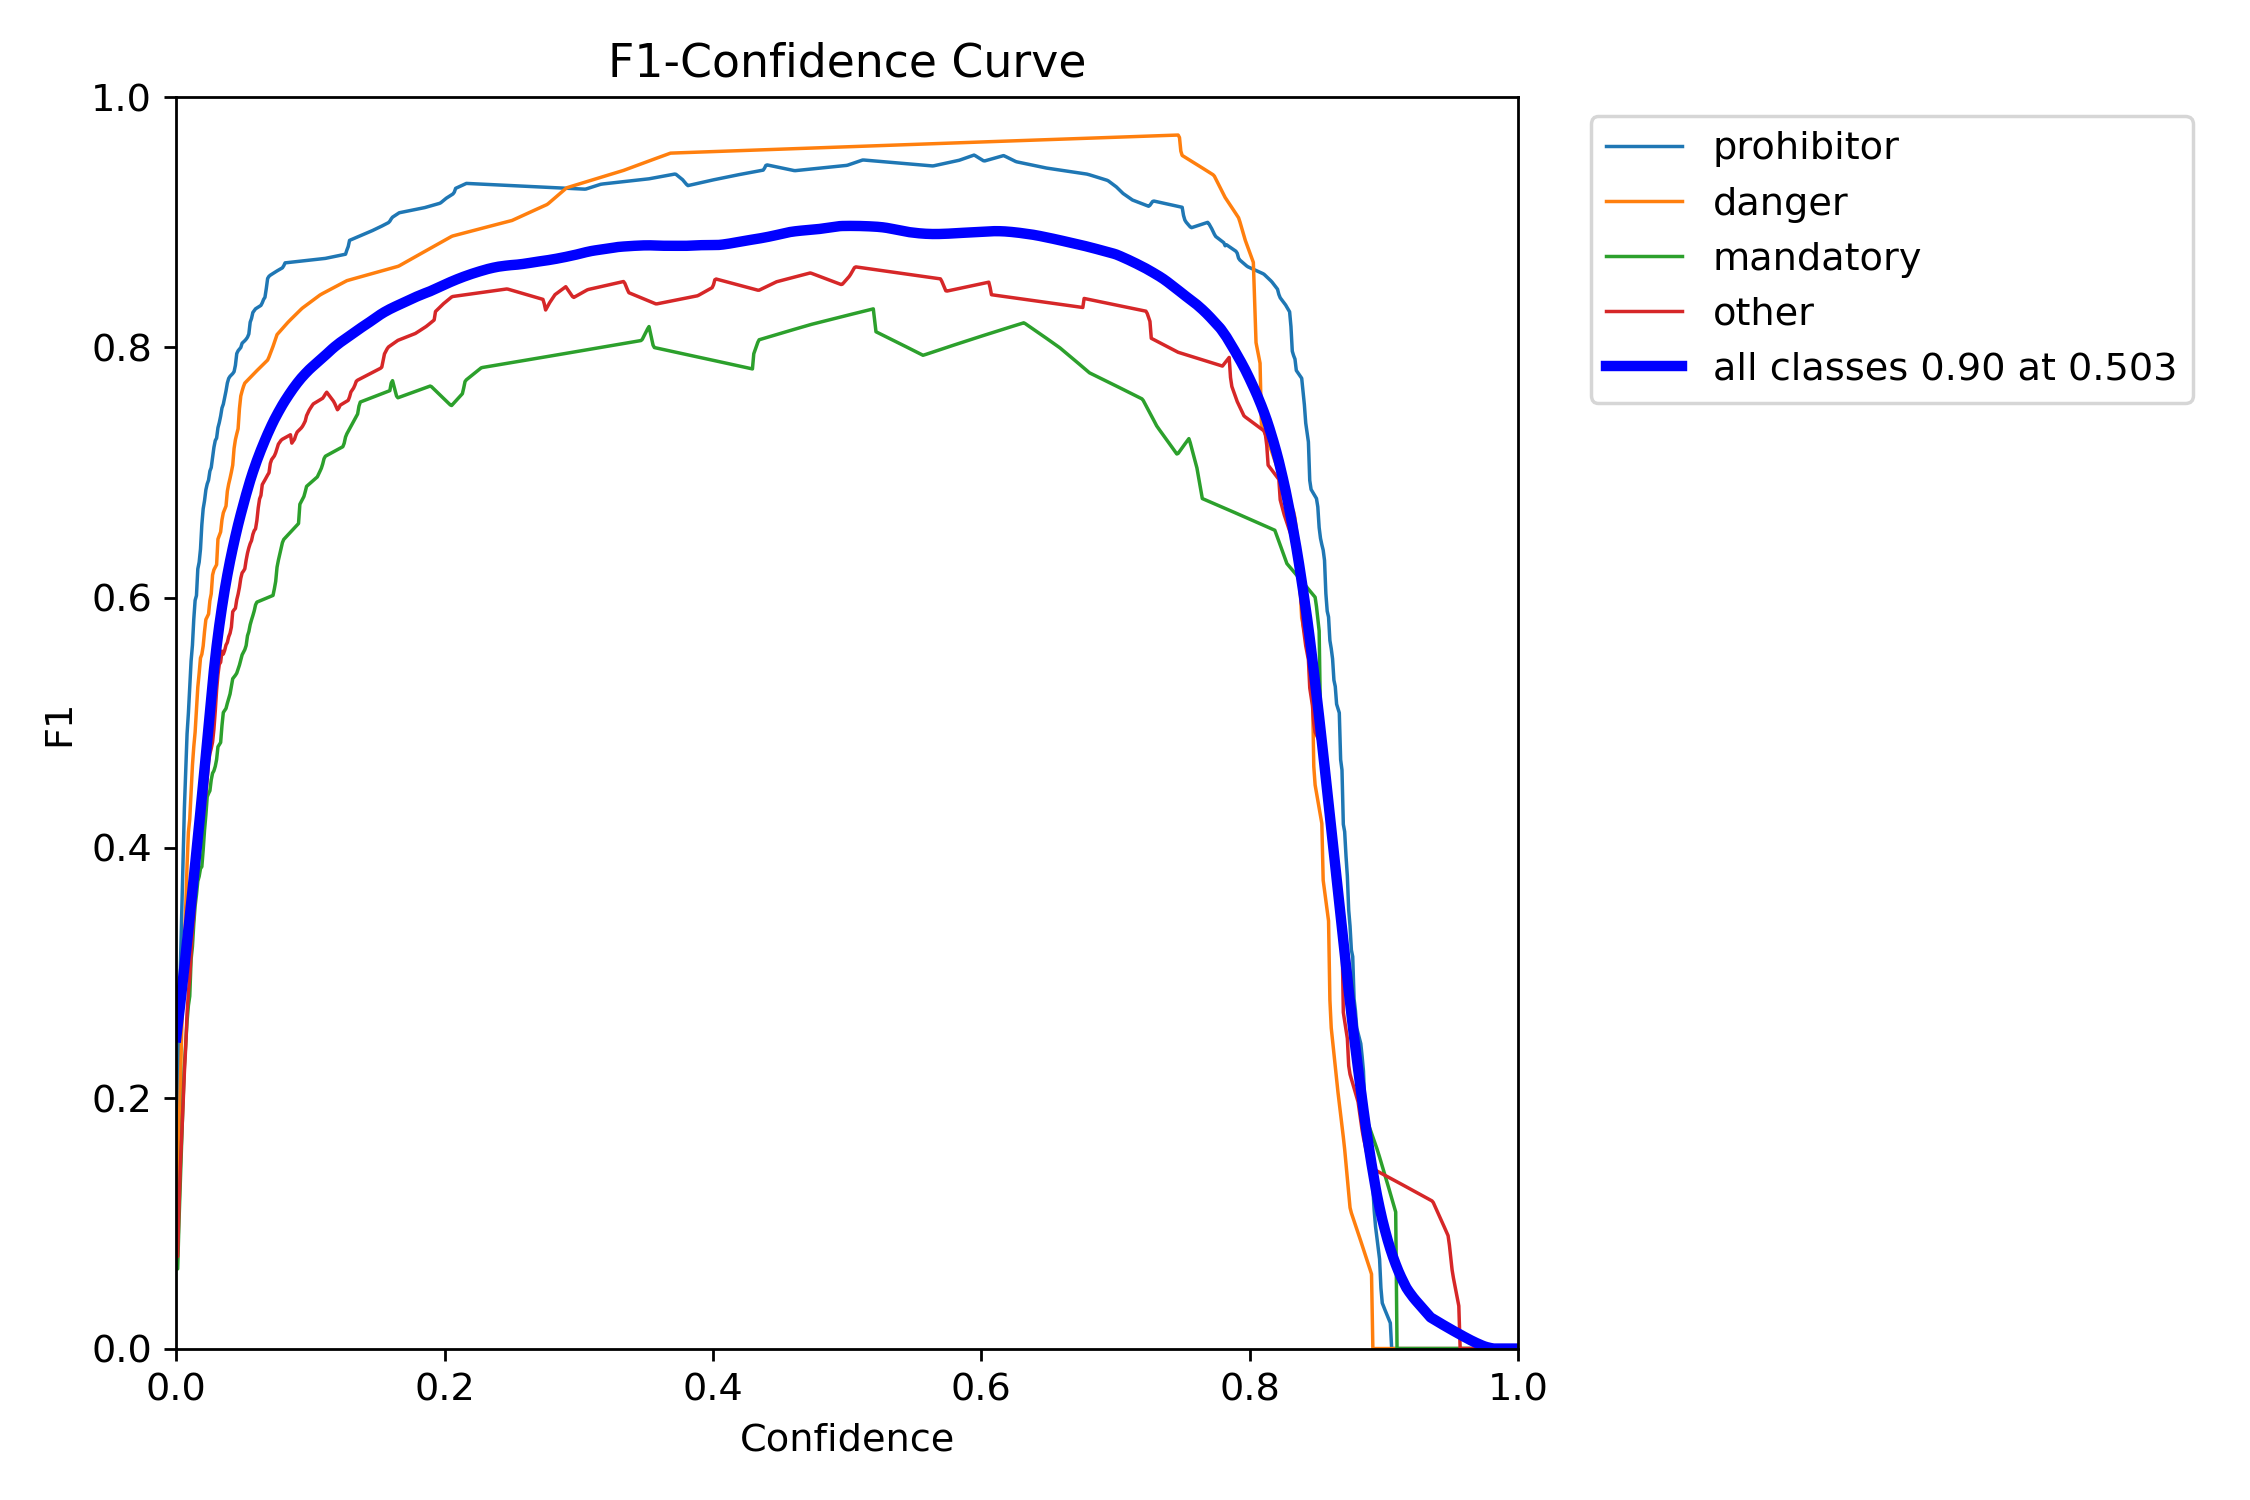 F1-Confidence Curve
1.0
0.8
0.6
0.4
0.2
0.0
F1
0.0 0.2 0.4 0.6 0.8 1.0
Confidence
prohibitor
danger
mandatory
other
all classes 0.90 at 0.503